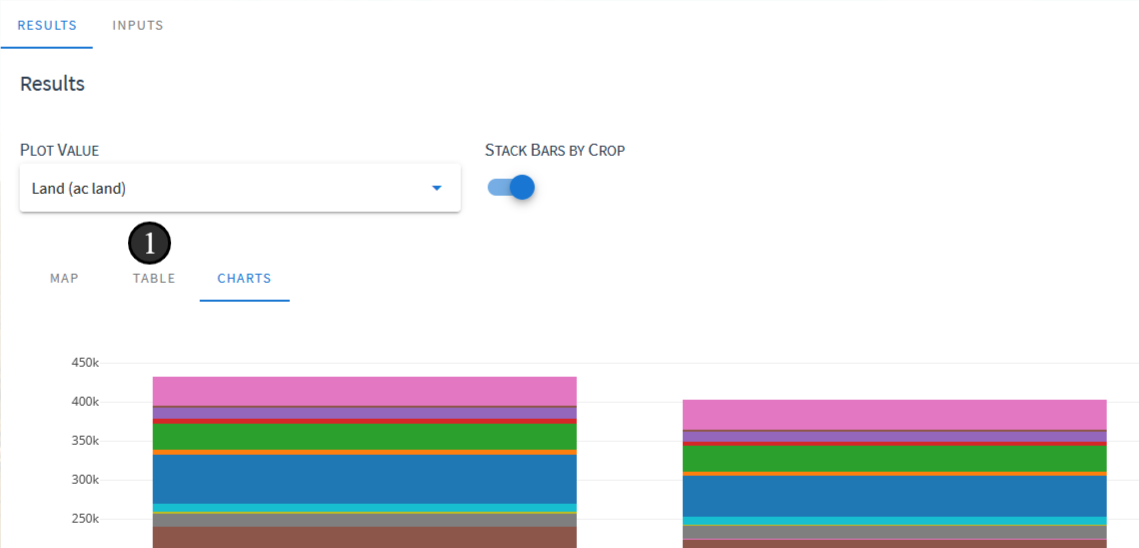 RESULTS INPUTS
Results
PLOT VALUE STACK BARS BY CROP
Land (ac land)
1
MAP TABLE CHARTS
450k
400k
350k
300k
250k